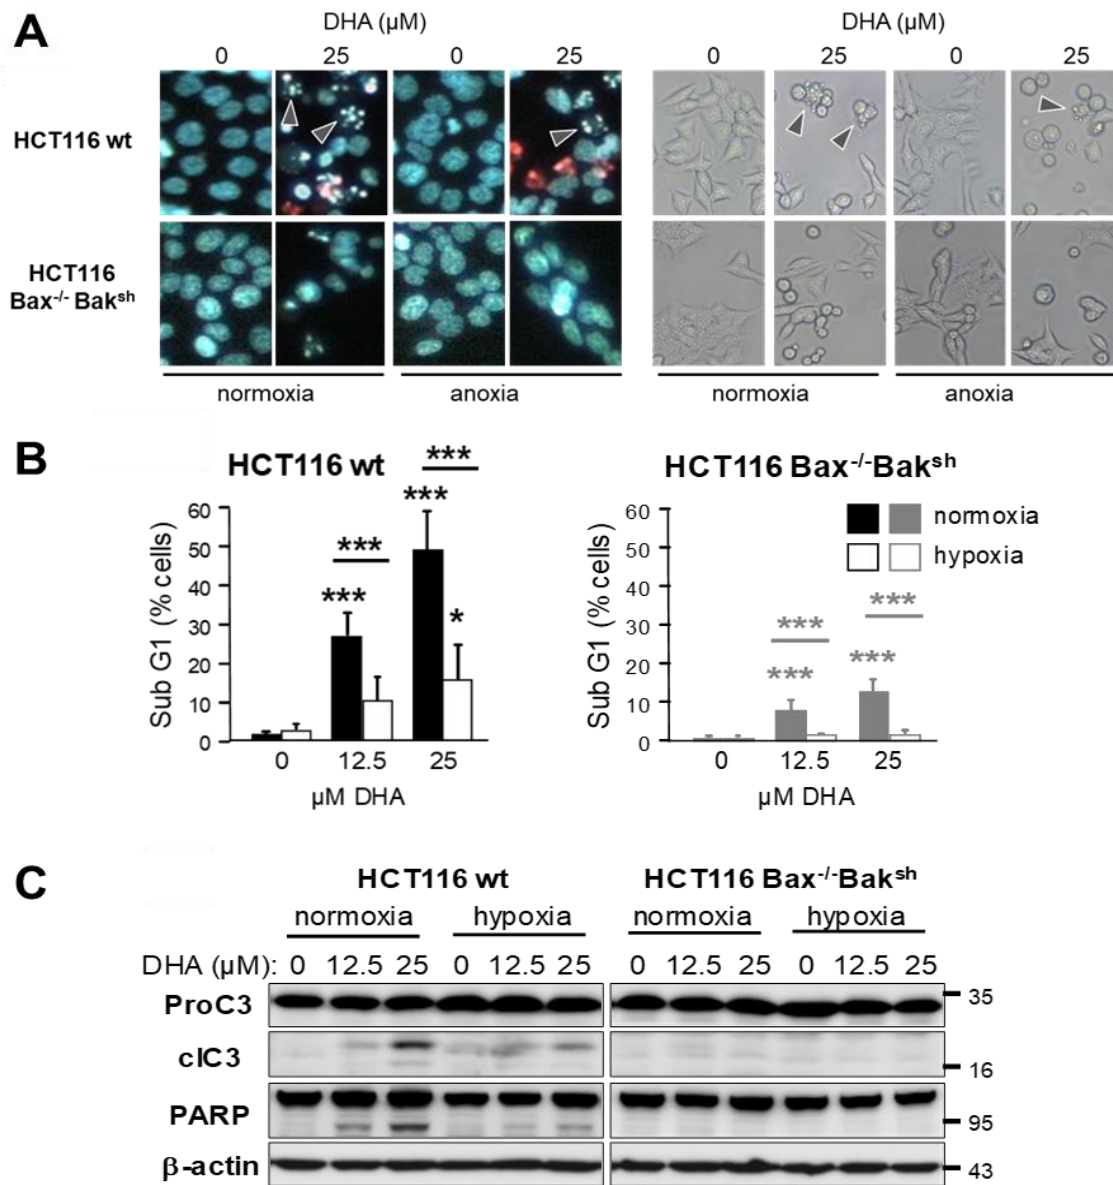 A
DHA (μM)
DHA (μM)
0 25 0 25
0 25 0 25
HCT116 wt
HCT116
Bax-/- Baksh
normoxia
anoxia
normoxia
anoxia
B
HCT116 wt
***
***
***
***
*
Sub G1 (% cells)
60
50
40
30
20
10
0
0 12.5 25
μM DHA
HCT116 Bax-/-Baksh
normoxia
hypoxia
***
***
***
***
Sub G1 (% cells)
60
50
40
30
20
10
0
0 12.5 25
μM DHA
C
HCT116 wt
HCT116 Bax-/-Baksh
normoxia hypoxia
normoxia hypoxia
DHA (μM): 0 12.5 25 0 12.5 25 0 12.5 25 0 12.5 25
ProC3 35
clC3 16
PARP 95
β-actin 43